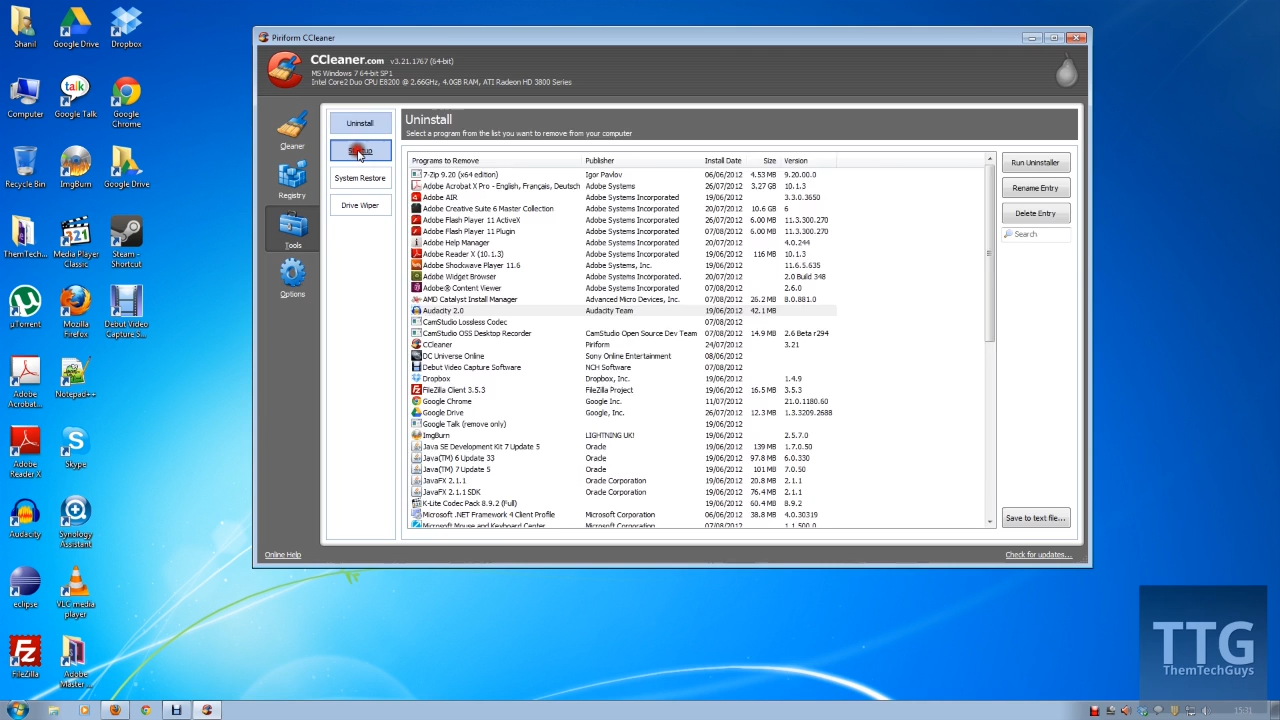 Shanil
Google Drive
Dropbox
Computer
Google Talk
Google Chrome
Recycle Bin
ImgBurn
Google Drive
ThemTech...
Media Player Classic
Steam - Shortcut
µTorrent
Mozilla Firefox
Debut Video Capture S...
Adobe Acrobat...
Notepad++
Adobe Reader X
Skype
Audacity
Synology Assistant
eclipse
VLC media player
FileZilla
Adobe Master...
Piriform CCleaner
CCleaner.com v3.21.1767 (64-bit)
MS Windows 7 64-bit SP1
Intel Core2 Duo CPU E8200 @ 2.66GHz, 4.0GB RAM, ATI Radeon HD 3800 Series
Cleaner
Registry
Tools
Options
Uninstall
System Restore
Drive Wiper
Uninstall
Select a program from the list you want to remove from your computer
Programs to Remove Publisher Install Date Size Version
7-Zip 9.20 (x64 edition) Igor Pavlov 06/06/2012 4.53 MB 9.20.00.0
Adobe Acrobat X Pro - English, Français, Deutsch Adobe Systems 26/07/2012 3.27 GB 10.1.3
Adobe AIR Adobe Systems Incorporated 26/07/2012 3.3.0.3650
Adobe Creative Suite 6 Master Collection Adobe Systems Incorporated 20/07/2012 10.6 GB 6
Adobe Flash Player 11 ActiveX Adobe Systems Incorporated 26/07/2012 6.00 MB 11.3.300.270
Adobe Flash Player 11 Plugin Adobe Systems Incorporated 07/08/2012 6.00 MB 11.3.300.270
Adobe Help Manager Adobe Systems Incorporated 20/07/2012 4.0.244
Adobe Reader X (10.1.3) Adobe Systems Incorporated 19/06/2012 116 MB 10.1.3
Adobe Shockwave Player 11.6 Adobe Systems, Inc. 19/06/2012 11.6.5.635
Adobe Widget Browser Adobe Systems Incorporated. 20/07/2012 2.0 Build 348
Adobe® Content Viewer Adobe Systems Incorporated 20/07/2012 2.6.0
AMD Catalyst Install Manager Advanced Micro Devices, Inc. 07/08/2012 26.2 MB 8.0.881.0
Audacity 2.0 Audacity Team 19/06/2012 42.1 MB
CamStudio Lossless Codec 07/08/2012
CamStudio OSS Desktop Recorder CamStudio Open Source Dev Team 07/08/2012 14.9 MB 2.6 Beta r294
CCleaner Piriform 24/07/2012 3.21
DC Universe Online Sony Online Entertainment 08/06/2012
Debut Video Capture Software NCH Software 07/08/2012
Dropbox Dropbox, Inc. 19/06/2012 1.4.9
FileZilla Client 3.5.3 FileZilla Project 19/06/2012 16.5 MB 3.5.3
Google Chrome Google Inc. 19/06/2012 21.0.1180.60
Google Drive Google, Inc. 26/07/2012 12.3 MB 1.3.3209.2688
Google Talk (remove only) 19/06/2012
ImgBurn LIGHTNING UK! 19/06/2012 2.5.7.0
Java SE Development Kit 7 Update 5 Oracle 19/06/2012 139 MB 1.7.0.50
Java(TM) 6 Update 33 Oracle 19/06/2012 97.8 MB 6.0.330
Java(TM) 7 Update 5 Oracle 19/06/2012 101 MB 7.0.50
JavaFX 2.1.1 Oracle Corporation 19/06/2012 20.8 MB 2.1.1
JavaFX 2.1.1 SDK Oracle Corporation 19/06/2012 76.4 MB 2.1.1
K-Lite Codec Pack 8.9.2 (Full) 19/06/2012 60.4 MB 8.9.2
Microsoft .NET Framework 4 Client Profile Microsoft Corporation 06/06/2012 38.8 MB 4.0.30319
Microsoft Mouse and Keyboard Center Microsoft Corporation 07/08/2012 1.1.500.0
Run Uninstaller
Rename Entry
Delete Entry
Search
Save to text file...
Online Help
Check for updates...
TTG
ThemTechGuys
15:31